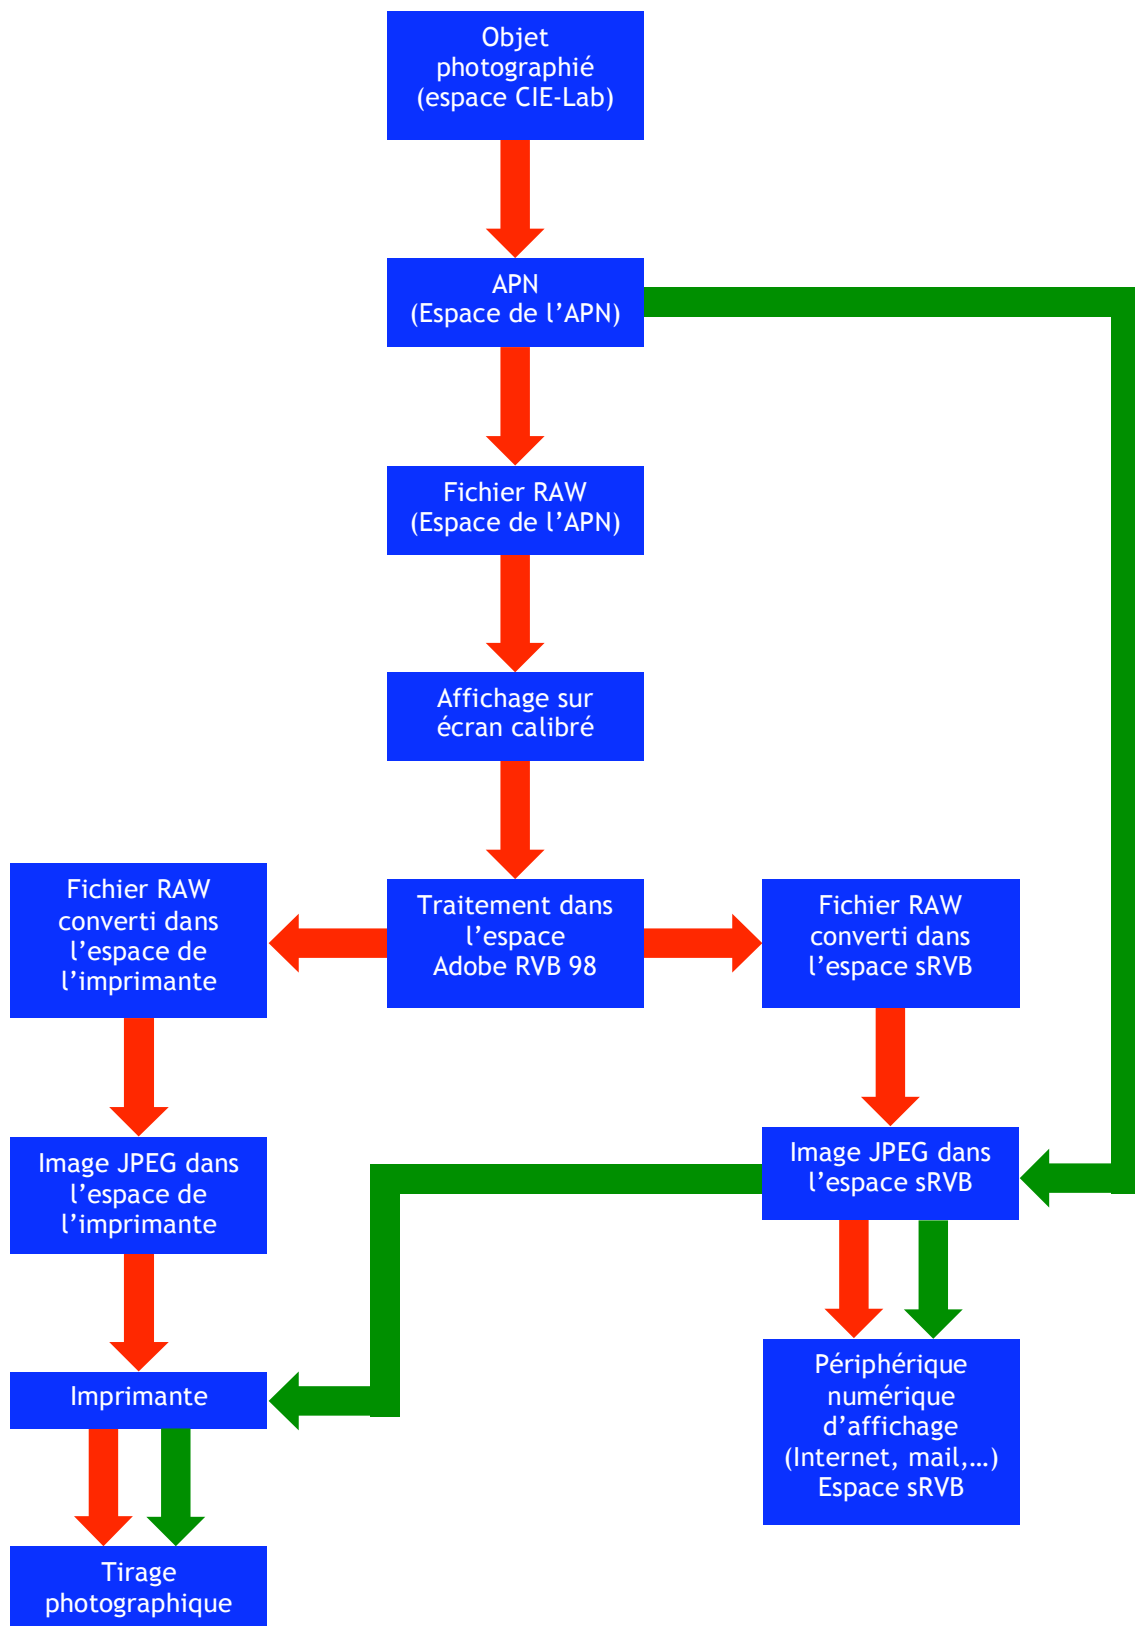 Objet
photographié
(espace CIE-Lab)
APN
(Espace de l’APN)
Fichier RAW
(Espace de l’APN)
Affichage sur
écran calibré
Fichier RAW
converti dans
l’espace de
l’imprimante
Traitement dans
l’espace
Adobe RVB 98
Fichier RAW
converti dans
l’espace sRVB
Image JPEG dans
l’espace de
l’imprimante
Image JPEG dans
l’espace sRVB
Imprimante
Périphérique
numérique
d’affichage
(Internet, mail,…)
Espace sRVB
Tirage
photographique